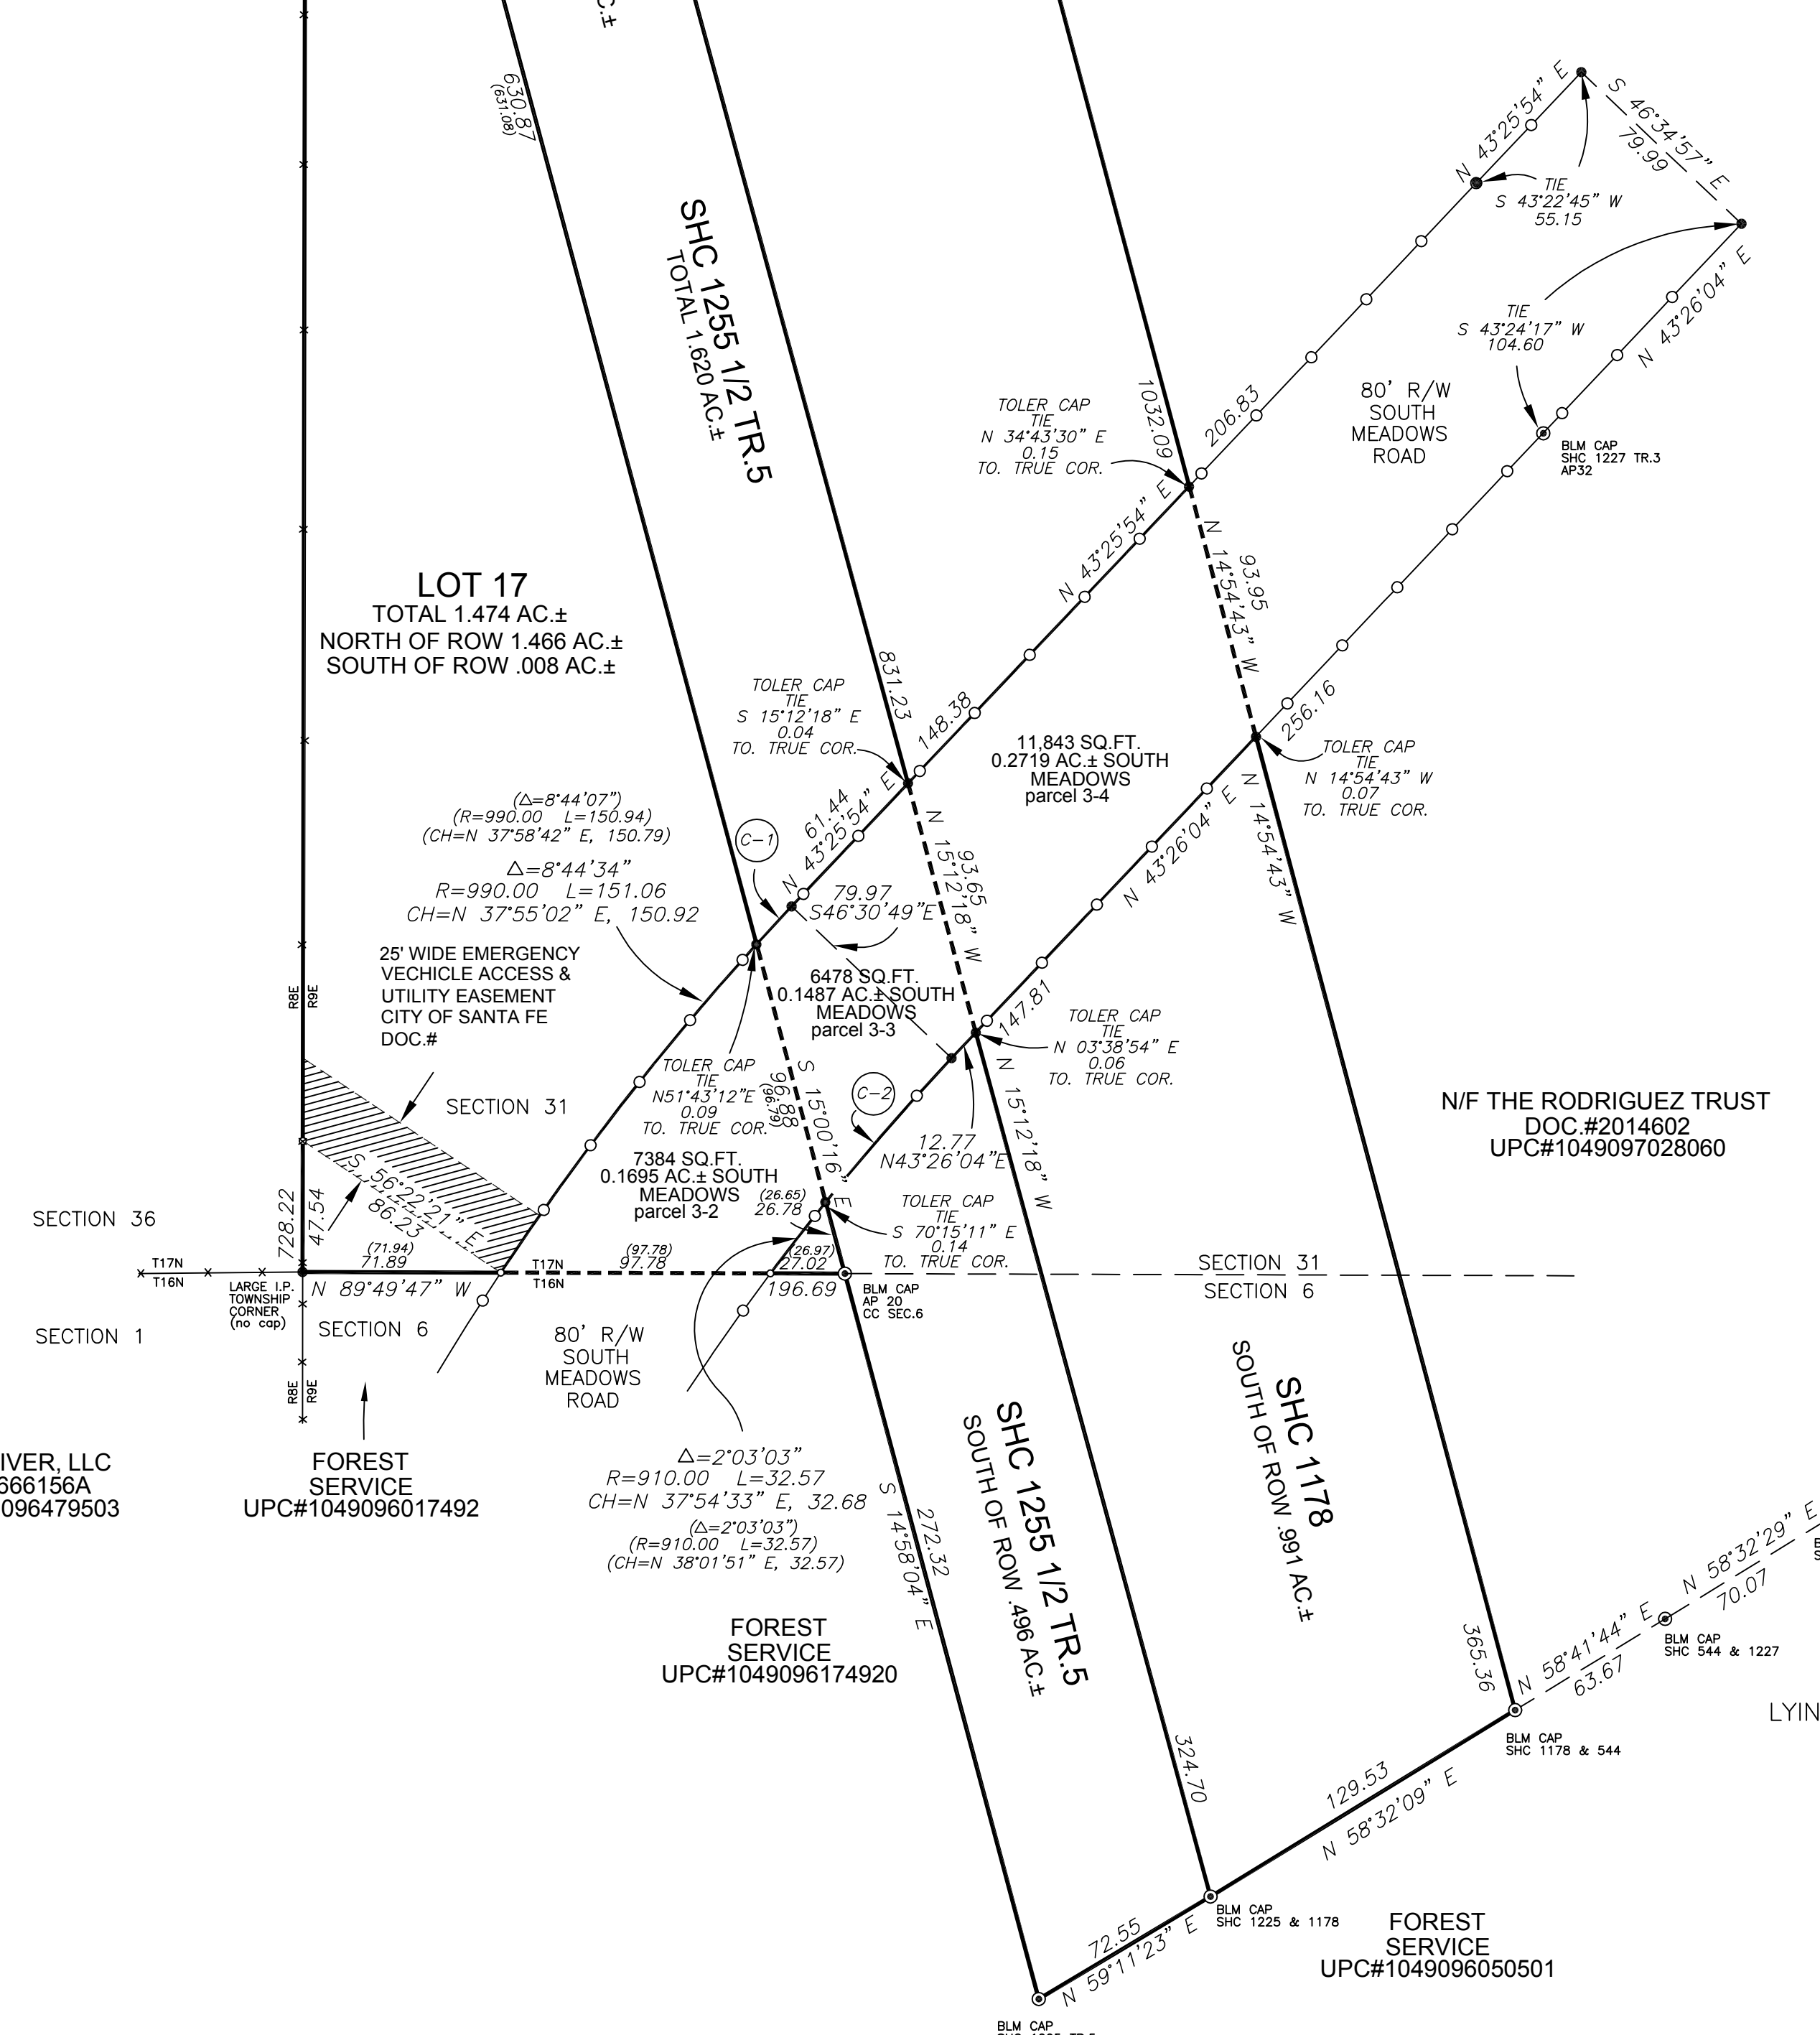 C.±
630.87
(631.08)
SHC 1255 1/2 TR.5
TOTAL 1.620 AC.±
N 43°25'54" E
S 46°34'57" E
79.99
TIE
S 43°22'45" W
55.15
TIE
S 43°24'17" W
104.60
N 43°26'04" E
80' R/W
SOUTH
MEADOWS
ROAD
BLM CAP
SHC 1227 TR.3
AP32
1032.09
206.83
TOLER CAP
TIE
N 34°43'30" E
0.15
TO. TRUE COR.
N 43°25'54" E
93.95
N 14°54'43" W
LOT 17
TOTAL 1.474 AC.±
NORTH OF ROW 1.466 AC.±
SOUTH OF ROW .008 AC.±
831.23
148.38
TOLER CAP
TIE
S 15°12'18" E
0.04
TO. TRUE COR.
11,843 SQ.FT.
0.2719 AC.± SOUTH
MEADOWS
parcel 3-4
256.16
TOLER CAP
TIE
N 14°54'43" W
0.07
TO. TRUE COR.
N 43°26'04" E
N 14°54'43" W
(Δ=8°44'07")
(R=990.00 L=150.94)
(CH=N 37°58'42" E, 150.79)
Δ=8°44'34"
R=990.00 L=151.06
CH=N 37°55'02" E, 150.92
C-1
61.44
N 43°25'54" E
79.97
S46°30'49"E
93.65
N 15°12'18" W
25' WIDE EMERGENCY
VECHICLE ACCESS &
UTILITY EASEMENT
CITY OF SANTA FE
DOC.#
R8E
R9E
6478 SQ.FT.
0.1487 AC.± SOUTH
MEADOWS
parcel 3-3
147.81
TOLER CAP
TIE
N 03°38'54" E
0.06
TO. TRUE COR.
TOLER CAP
TIE
N51°43'12"E
0.09
TO. TRUE COR.
S 15°00'16" E
96.88
(96.79)
C-2
12.77
N43°26'04"E
N 15°12'18" W
SECTION 31
N/F THE RODRIGUEZ TRUST
DOC.#2014602
UPC#1049097028060
7384 SQ.FT.
0.1695 AC.± SOUTH
MEADOWS
parcel 3-2
(26.65)
26.78
TOLER CAP
TIE
S 70°15'11" E
0.14
TO. TRUE COR.
SECTION 36
728.22
47.54
S 56°22'21" E
86.23
(71.94)
71.89
(97.78)
97.78
(26.97)
27.02
T17N
T16N
T17N
T16N
SECTION 31
SECTION 6
LARGE I.P.
TOWNSHIP
CORNER
(no cap)
N 89°49'47" W
196.69
BLM CAP
AP 20
CC SEC.6
SECTION 1
SECTION 6
R8E
R9E
80' R/W
SOUTH
MEADOWS
ROAD
IVER, LLC
666156A
096479503
FOREST
SERVICE
UPC#1049096017492
Δ=2°03'03"
R=910.00 L=32.57
CH=N 37°54'33" E, 32.68
(Δ=2°03'03")
(R=910.00 L=32.57)
(CH=N 38°01'51" E, 32.57)
272.32
S 14°58'04" E
SHC 1255 1/2 TR.5
SOUTH OF ROW .496 AC.±
SHC 1178
SOUTH OF ROW .991 AC.±
FOREST
SERVICE
UPC#1049096174920
365.36
N 58°32'29" E
70.07
N 58°41'44" E
63.67
BLM CAP
SHC 544 & 1227
LYIN
BLM CAP
SHC 1178 & 544
324.70
129.53
N 58°32'09" E
BLM CAP
SHC 1225 & 1178
72.55
N 59°11'23" E
FOREST
SERVICE
UPC#1049096050501
BLM CAP